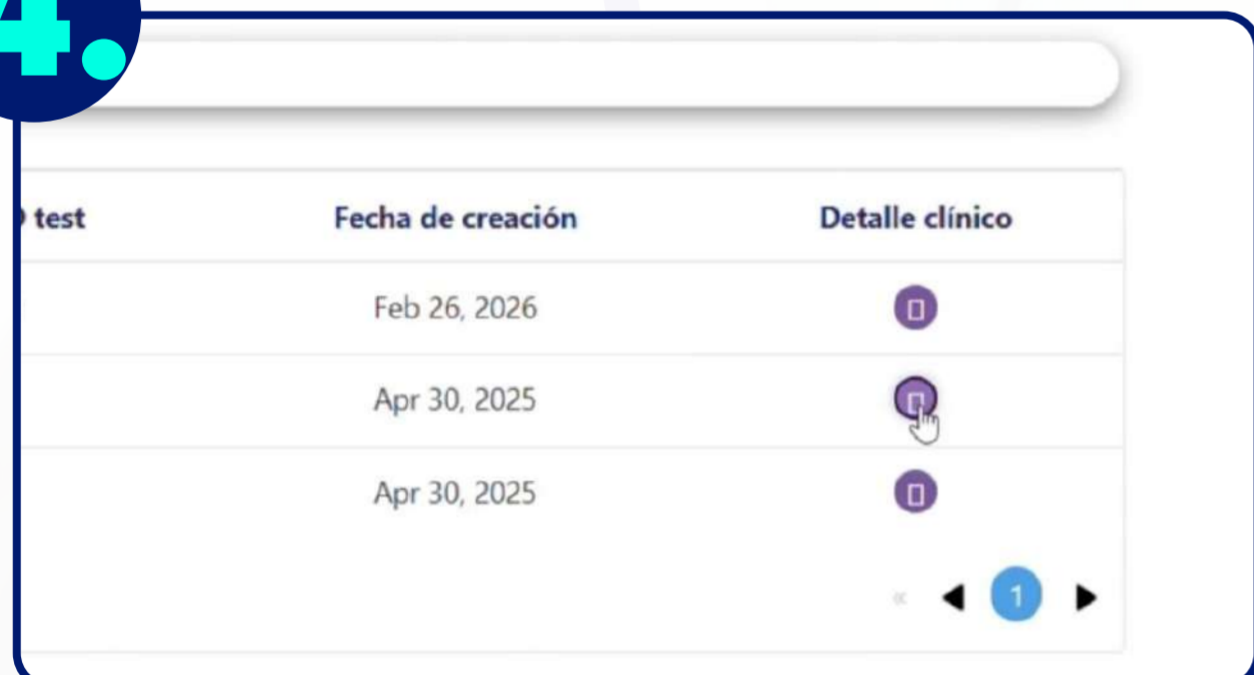 4.
test Fecha de creación Detalle clínico
Feb 26, 2026
Apr 30, 2025
Apr 30, 2025
« 1